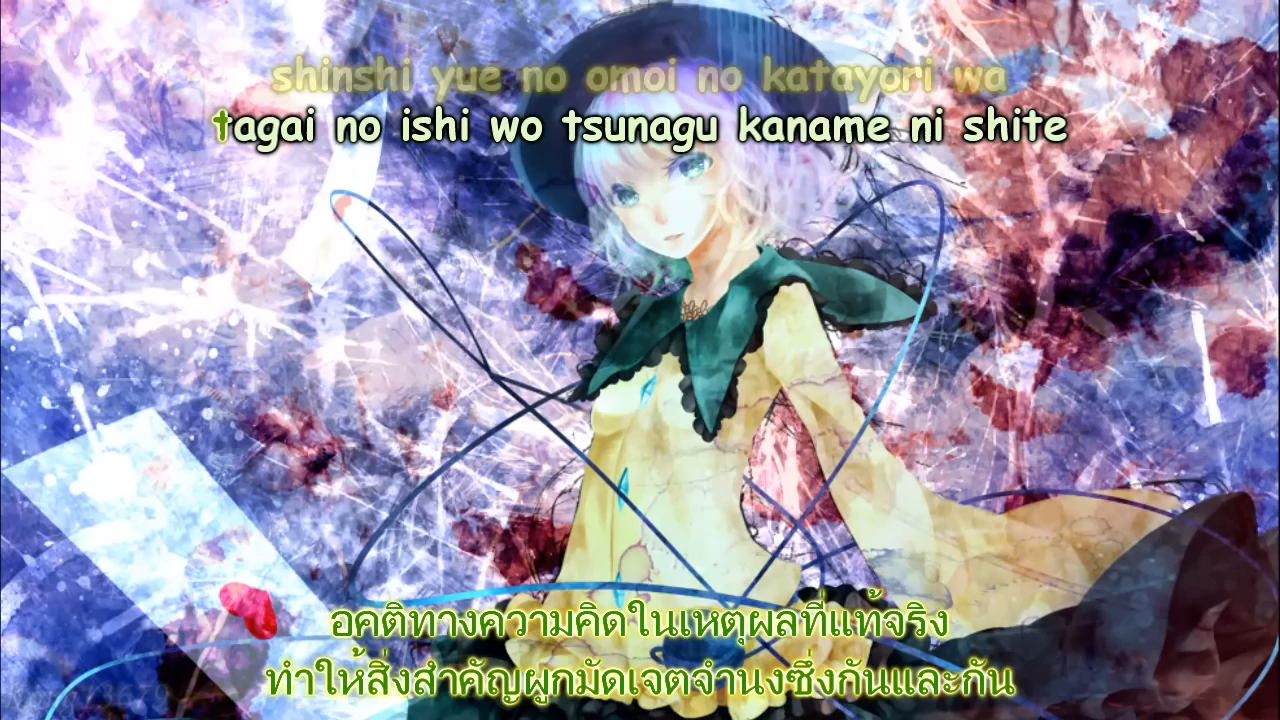 shinshi yue no omoi no katayori wa
tagai no ishi wo tsunagu kaname ni shite
อคติทางความคิดในเหตุผลที่แท้จริง
ทำให้สิ่งสำคัญผูกมัดเจตจำนงซึ่งกันและกัน